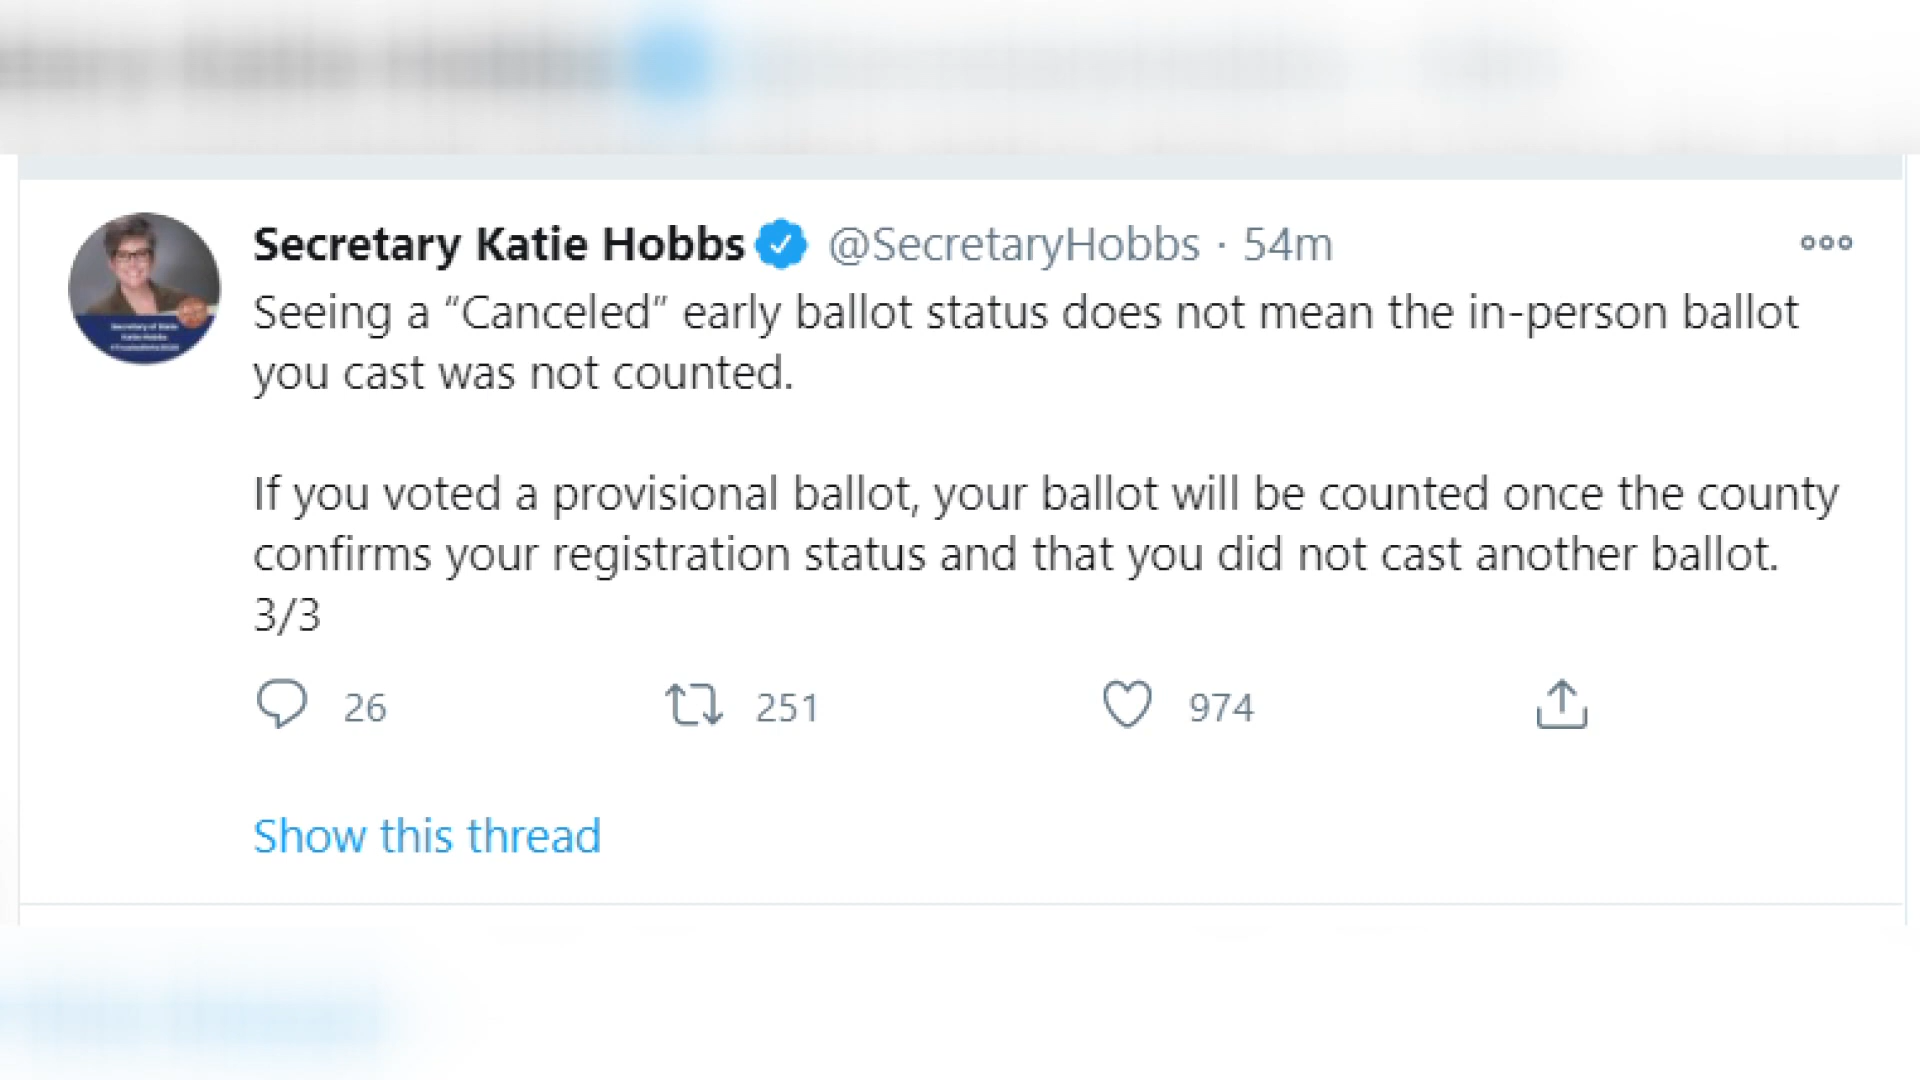 Secretary Katie Hobbs @SecretaryHobbs · 54m
Seeing a “Canceled” early ballot status does not mean the in-person ballot
you cast was not counted.
If you voted a provisional ballot, your ballot will be counted once the county
confirms your registration status and that you did not cast another ballot.
3/3
26 251 974
Show this thread